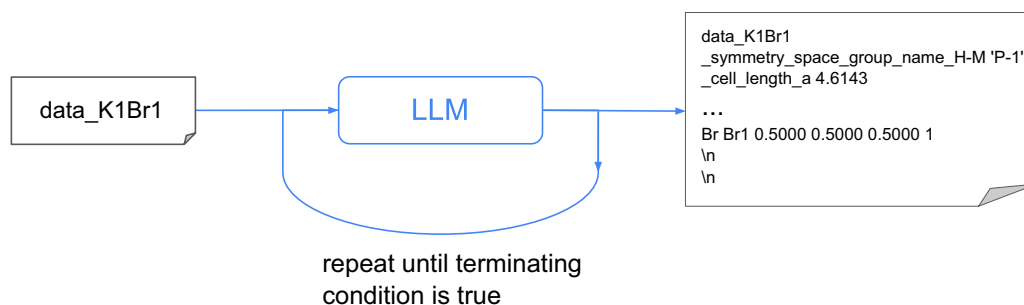 data_K1Br1
LLM
repeat until terminating
condition is true
data_K1Br1
_symmetry_space_group_name_H-M 'P-1'
_cell_length_a 4.6143
...
Br Br1 0.5000 0.5000 0.5000 1
\n
\n